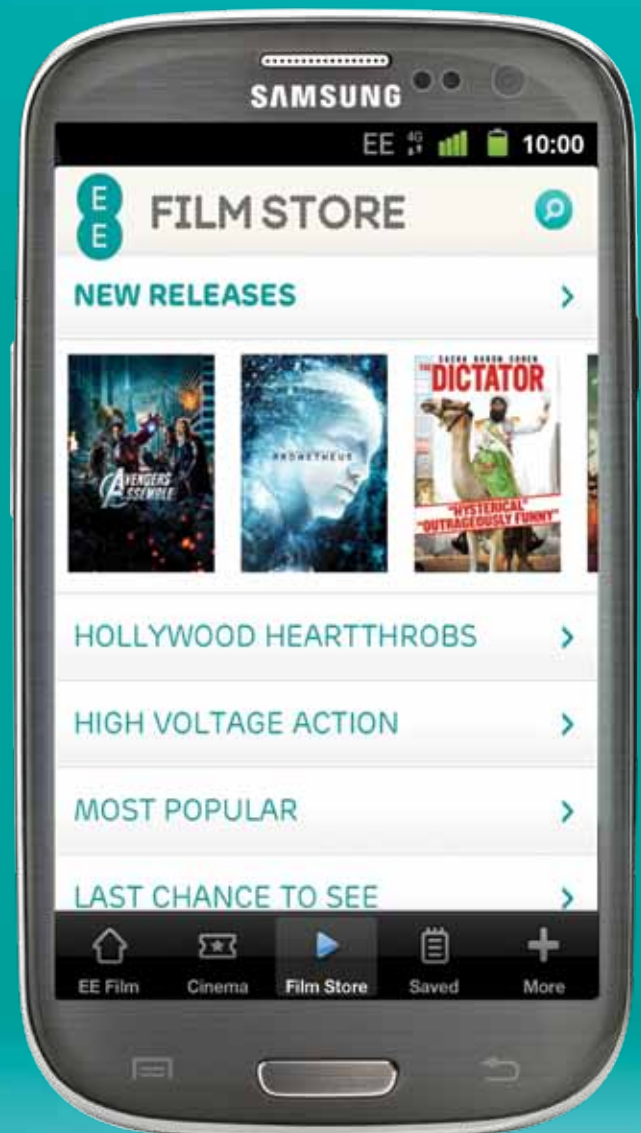 SAMSUNG
EE 4G 10:00
E
E
FILM STORE
NEW RELEASES
AVENGERS
ASSEMBLE
PROMETHEUS
SACHA BARON COHEN
THE DICTATOR
"HYSTERICAL"
"OUTRAGEOUSLY FUNNY"
HOLLYWOOD HEARTTHROBS
HIGH VOLTAGE ACTION
MOST POPULAR
LAST CHANCE TO SEE
EE Film Cinema Film Store Saved More